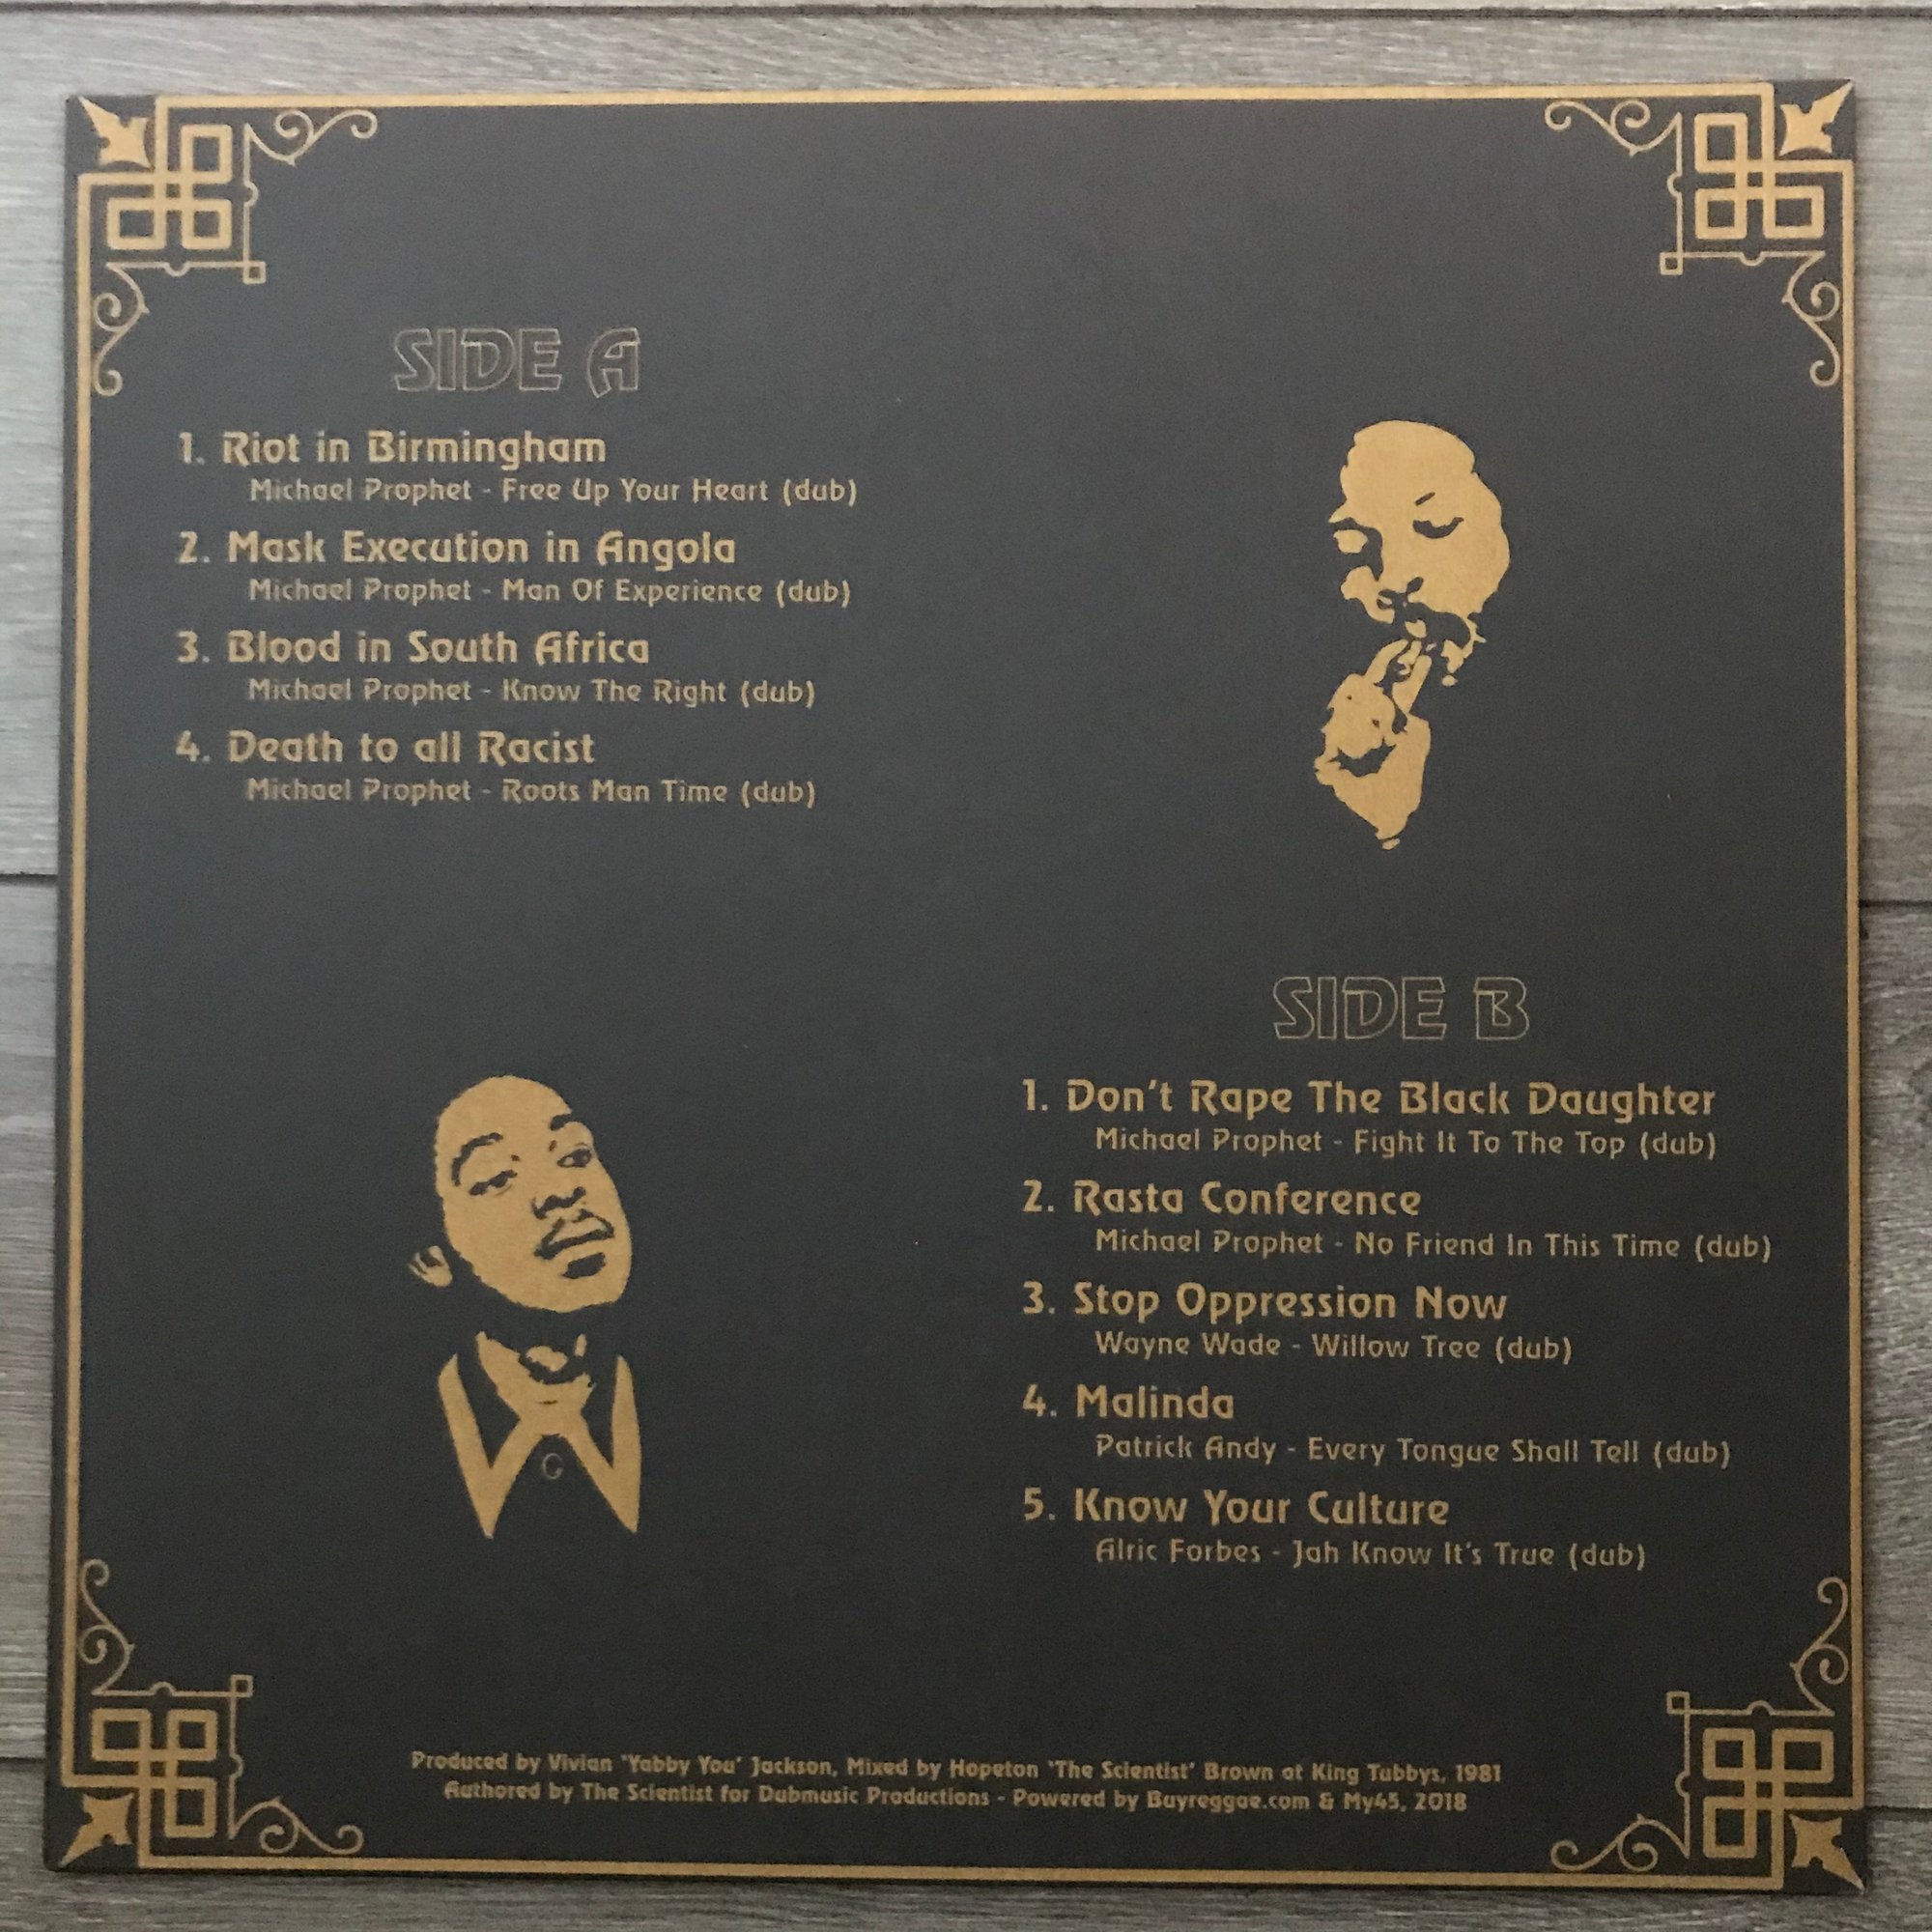 SIDE A
1. Riot in Birmingham
Michael Prophet - Free Up Your Heart (dub)
2. Mask Execution in Angola
Michael Prophet - Man Of Experience (dub)
3. Blood in South Africa
Michael Prophet - Know The Right (dub)
4. Death to all Racist
Michael Prophet - Roots Man Time (dub)
SIDE B
1. Don't Rape The Black Daughter
Michael Prophet - Fight It To The Top (dub)
2. Rasta Conference
Michael Prophet - No Friend In This Time (dub)
3. Stop Oppression Now
Wayne Wade - Willow Tree (dub)
4. Malinda
Patrick Andy - Every Tongue Shall Tell (dub)
5. Know Your Culture
Alric Forbes - Jah Know It's True (dub)
Produced by Vivian 'Yabby You' Jackson, Mixed by Hopeton 'The Scientist' Brown at King Tubbys, 1981
Authored by The Scientist for Dubmusic Productions - Powered by Buyreggae.com & My45, 2018